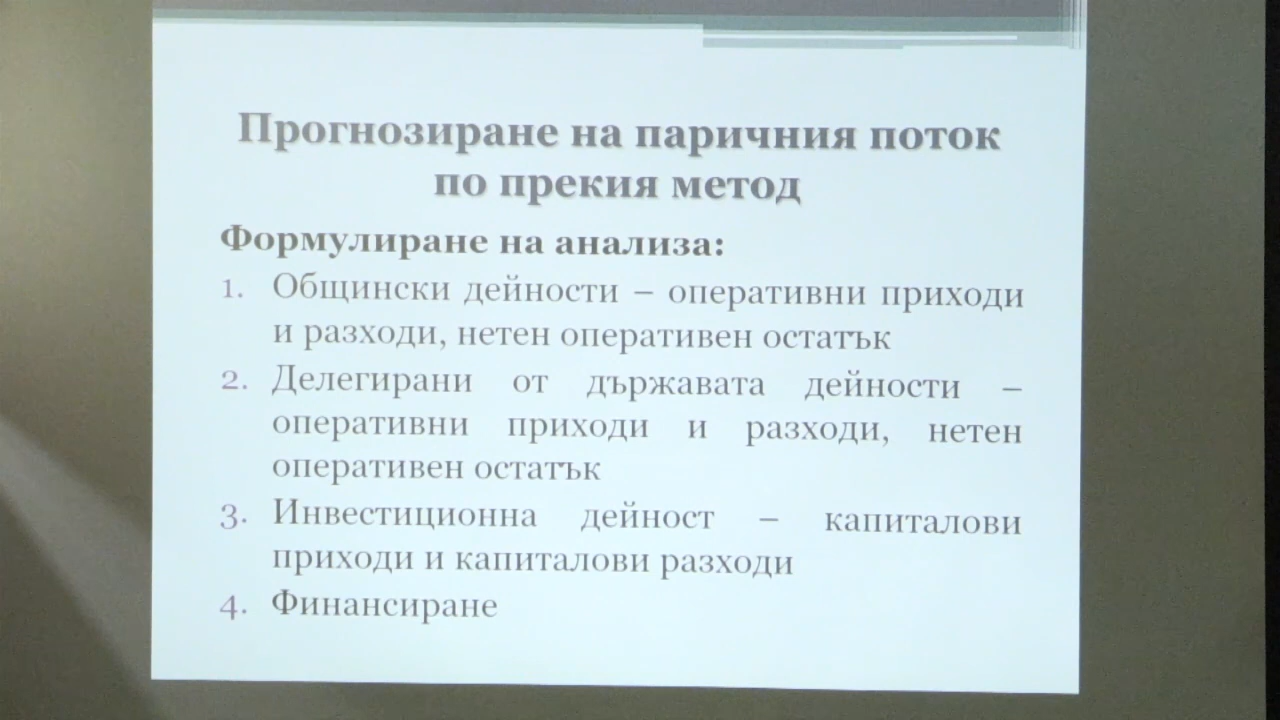 Прогнозиране на паричния поток
по прекия метод
Формулиране на анализа:
1. Общински дейности – оперативни приходи
и разходи, нетен оперативен остатък
2. Делегирани от държавата дейности –
оперативни приходи и разходи, нетен
оперативен остатък
3. Инвестиционна дейност – капиталови
приходи и капиталови разходи
4. Финансиране